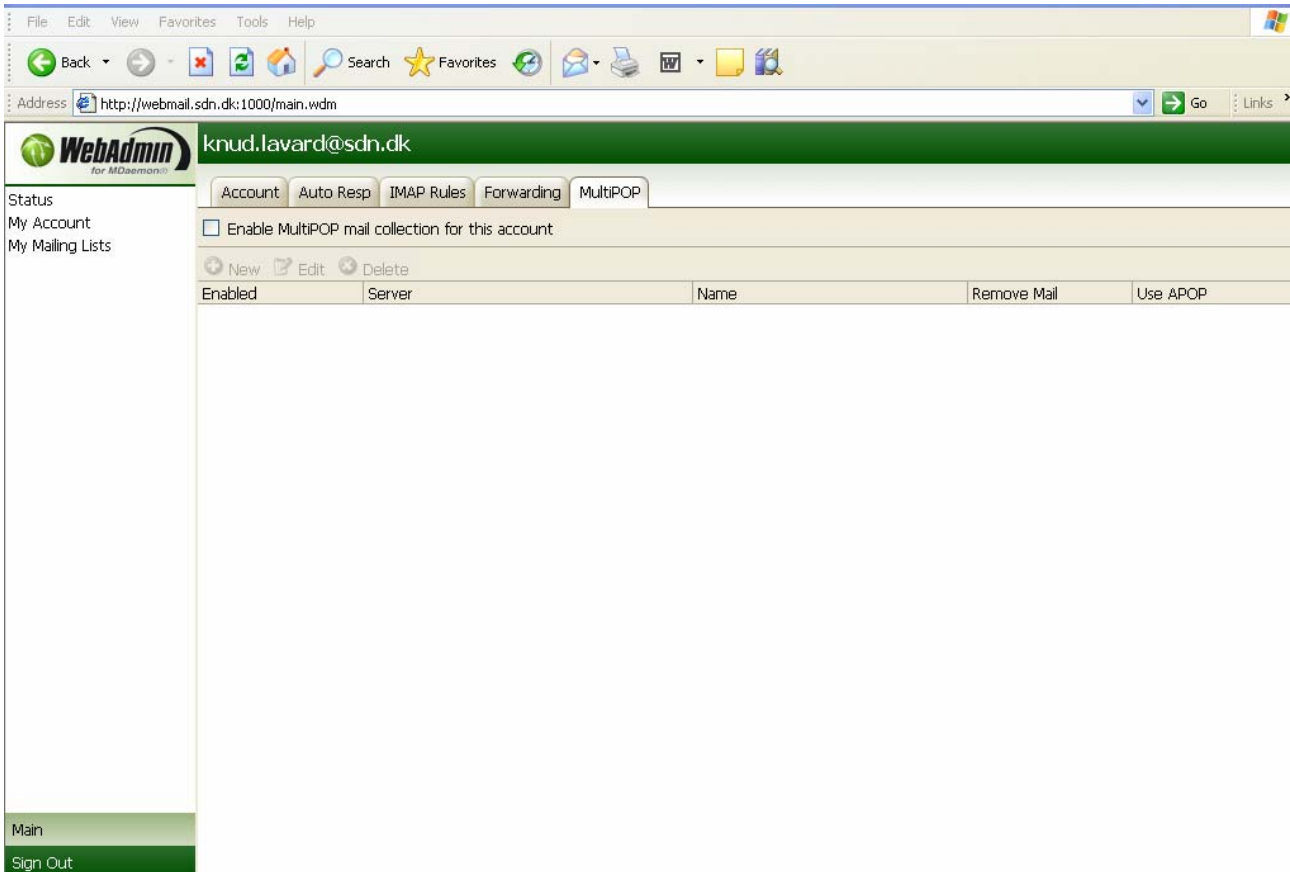 File Edit View Favorites Tools Help
Back Search Favorites
Address http://webmail.sdn.dk:1000/main.wdm Go Links
WebAdmin
for MDaemon®
knud.lavard@sdn.dk
Account Auto Resp IMAP Rules Forwarding MultiPOP
Status
My Account
My Mailing Lists
Enable MultiPOP mail collection for this account
New Edit Delete
Enabled Server Name Remove Mail Use APOP
Main
Sign Out